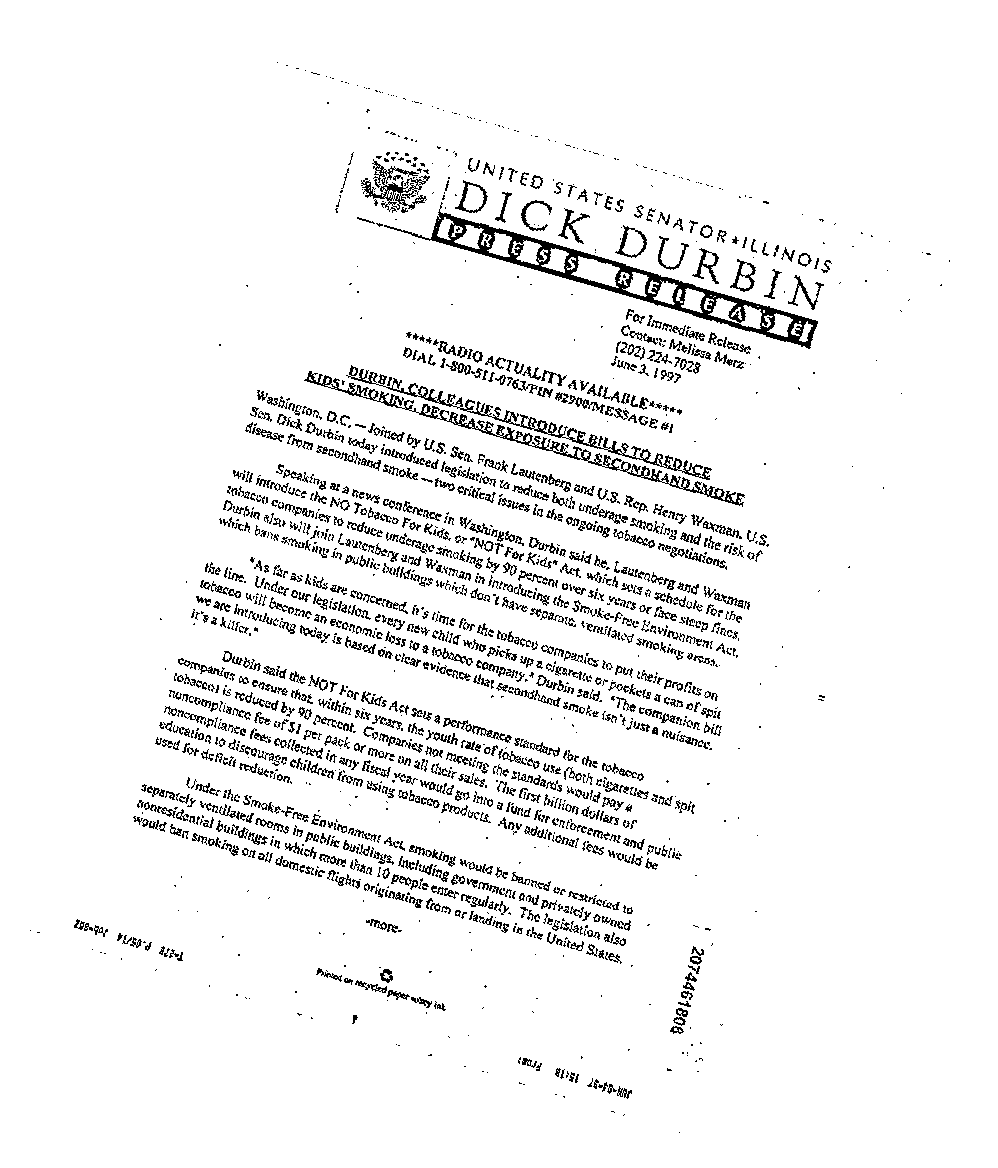 UNITED STATES SENATOR★ILLINOIS
DICK DURBIN
PRESS RELEASE
For Immediate Release
Contact: Melissa Merz
(202) 224-7028
June 3, 1997
*****RADIO ACTUALITY AVAILABLE*****
DIAL 1-800-511-0763/PIN #2900/MESSAGE #1
DURBIN, COLLEAGUES INTRODUCE BILLS TO REDUCE
KIDS' SMOKING, DECREASE EXPOSURE TO SECONDHAND SMOKE
Washington, D.C. — Joined by U.S. Sen. Frank Lautenberg and U.S. Rep. Henry Waxman, U.S.
Sen. Dick Durbin today introduced legislation to reduce both underage smoking and the risk of
disease from secondhand smoke — two critical issues in the ongoing tobacco negotiations.
Speaking at a news conference in Washington, Durbin said he, Lautenberg and Waxman
will introduce the NO Tobacco For Kids, or "NOT For Kids" Act, which sets a schedule for the
tobacco companies to reduce underage smoking by 90 percent over six years or face steep fines.
Durbin also will join Lautenberg and Waxman in introducing the Smoke-Free Environment Act,
which bans smoking in public buildings which don't have separate, ventilated smoking areas.
"As far as kids are concerned, it's time for the tobacco companies to put their profits on
the line. Under our legislation, every new child who picks up a cigarette or pockets a can of spit
tobacco will become an economic loss to a tobacco company," Durbin said. "The companion bill
we are introducing today is based on clear evidence that secondhand smoke isn't just a nuisance,
it's a killer."
Durbin said the NOT For Kids Act sets a performance standard for the tobacco
companies to ensure that, within six years, the youth rate of tobacco use (both cigarettes and spit
tobacco) is reduced by 90 percent. Companies not meeting the standards would pay a
noncompliance fee of $1 per pack or more on all their sales. The first billion dollars of
noncompliance fees collected in any fiscal year would go into a fund for enforcement and public
education to discourage children from using tobacco products. Any additional fees would be
used for deficit reduction.
Under the Smoke-Free Environment Act, smoking would be banned or restricted to
separately ventilated rooms in public buildings, including government and privately owned
nonresidential buildings in which more than 10 people enter regularly. The legislation also
would ban smoking on all domestic flights originating from or landing in the United States.
-more-
Printed on recycled paper w/soy ink
2074461806
JUN-04-97 15:18 From:
T-278 P.05/14 Job-802